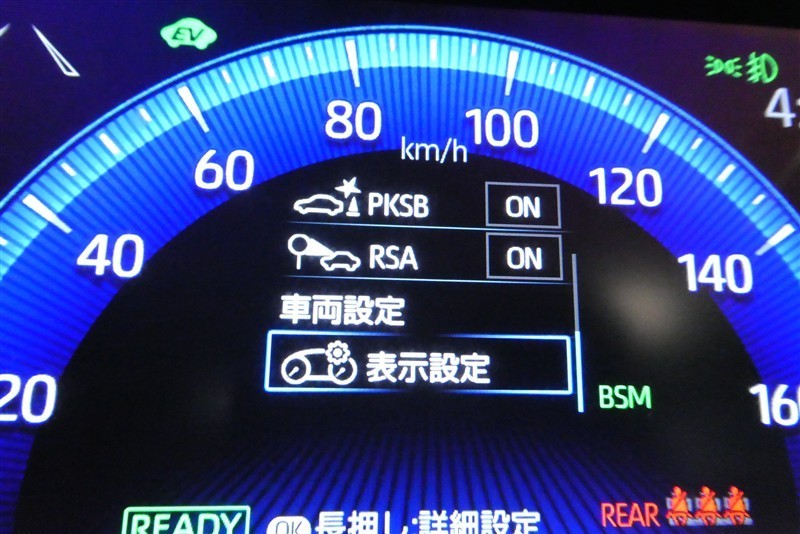 EV
80
100
km/h
60
120
PKSB ON
40
RSA ON
140
車両設定
表示設定
20
BSM
160
READY
OK 長押し:詳細設定
REAR